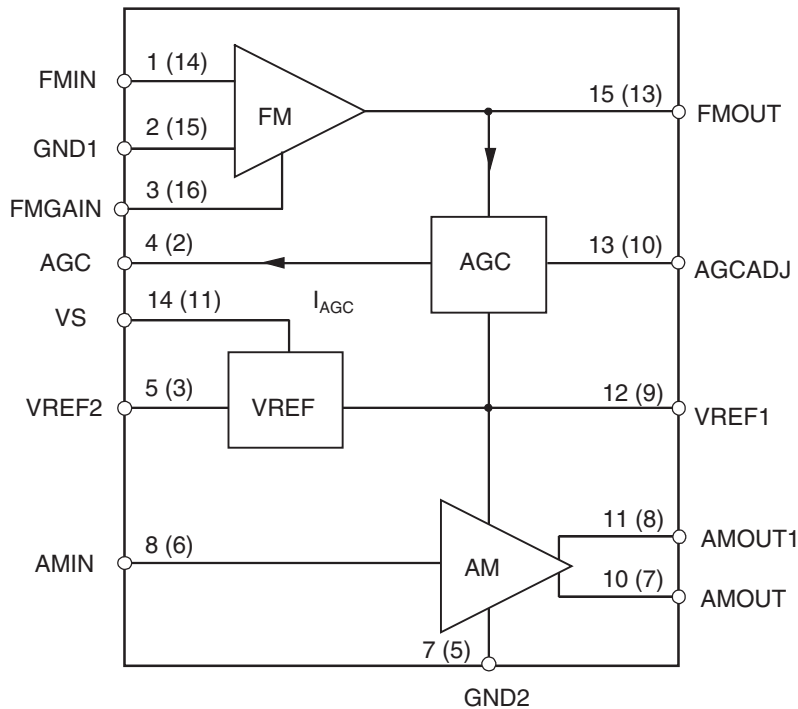 FMIN
1 (14)
GND1
2 (15)
FMGAIN
3 (16)
FM
15 (13)
FMOUT
AGC
4 (2)
I_AGC
AGC
13 (10)
AGCADJ
VS
14 (11)
VREF2
5 (3)
VREF
12 (9)
VREF1
AMIN
8 (6)
AM
11 (8)
AMOUT1
10 (7)
AMOUT
7 (5)
GND2